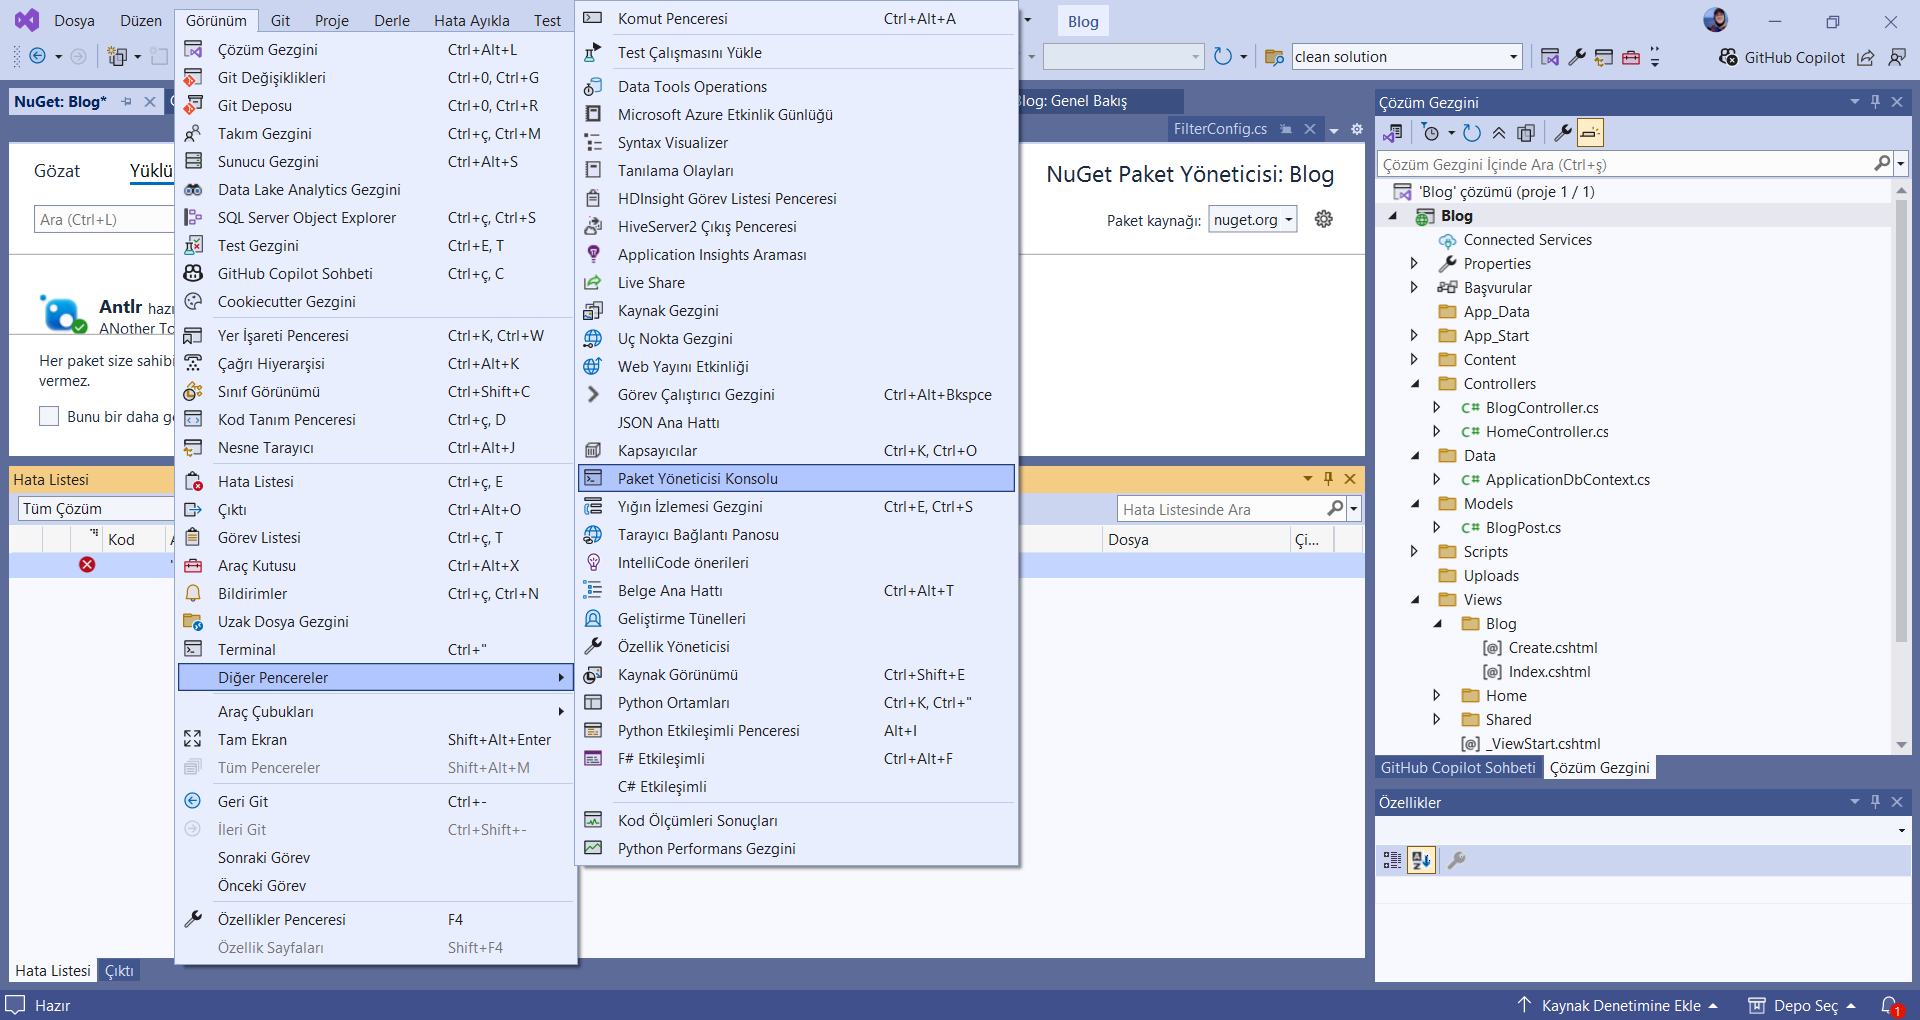 Dosya
Düzen
Görünüm
Git
Proje
Derle
Hata Ayıkla
Test
Blog
clean solution
GitHub Copilot
NuGet: Blog*
Blog: Genel Bakış
FilterConfig.cs
Gözat
Yüklü
Ara (Ctrl+L)
NuGet Paket Yöneticisi: Blog
Paket kaynağı:
nuget.org
Antlr
ANother To
Her paket size sahibi
vermez.
Bunu bir daha gö
Çözüm Gezgini Ctrl+Alt+L
Git Değişiklikleri Ctrl+0, Ctrl+G
Git Deposu Ctrl+0, Ctrl+R
Takım Gezgini Ctrl+ç, Ctrl+M
Sunucu Gezgini Ctrl+Alt+S
Data Lake Analytics Gezgini
SQL Server Object Explorer Ctrl+ç, Ctrl+S
Test Gezgini Ctrl+E, T
GitHub Copilot Sohbeti Ctrl+ç, C
Cookiecutter Gezgini
Yer İşareti Penceresi Ctrl+K, Ctrl+W
Çağrı Hiyerarşisi Ctrl+Alt+K
Sınıf Görünümü Ctrl+Shift+C
Kod Tanım Penceresi Ctrl+ç, D
Nesne Tarayıcı Ctrl+Alt+J
Hata Listesi Ctrl+ç, E
Çıktı Ctrl+Alt+O
Görev Listesi Ctrl+ç, T
Araç Kutusu Ctrl+Alt+X
Bildirimler Ctrl+ç, Ctrl+N
Uzak Dosya Gezgini
Terminal Ctrl+"
Diğer Pencereler
Araç Çubukları
Tam Ekran Shift+Alt+Enter
Tüm Pencereler Shift+Alt+M
Geri Git Ctrl+-
İleri Git Ctrl+Shift+-
Sonraki Görev
Önceki Görev
Özellikler Penceresi F4
Özellik Sayfaları Shift+F4
Komut Penceresi Ctrl+Alt+A
Test Çalışmasını Yükle
Data Tools Operations
Microsoft Azure Etkinlik Günlüğü
Syntax Visualizer
Tanılama Olayları
HDInsight Görev Listesi Penceresi
HiveServer2 Çıkış Penceresi
Application Insights Araması
Live Share
Kaynak Gezgini
Uç Nokta Gezgini
Web Yayını Etkinliği
Görev Çalıştırıcı Gezgini Ctrl+Alt+Bkspce
JSON Ana Hattı
Kapsayıcılar Ctrl+K, Ctrl+O
Paket Yöneticisi Konsolu
Yığın İzlemesi Gezgini Ctrl+E, Ctrl+S
Tarayıcı Bağlantı Panosu
IntelliCode önerileri
Belge Ana Hattı Ctrl+Alt+T
Geliştirme Tünelleri
Özellik Yöneticisi
Kaynak Görünümü Ctrl+Shift+E
Python Ortamları Ctrl+K, Ctrl+"
Python Etkileşimli Penceresi Alt+I
F# Etkileşimli Ctrl+Alt+F
C# Etkileşimli
Kod Ölçümleri Sonuçları
Python Performans Gezgini
Hata Listesi
Tüm Çözüm
Hata Listesinde Ara
Kod
Dosya
Çi...
Hata Listesi
Çıktı
Çözüm Gezgini
Çözüm Gezgini İçinde Ara (Ctrl+ş)
'Blog' çözümü (proje 1 / 1)
Blog
Connected Services
Properties
Başvurular
App_Data
App_Start
Content
Controllers
C# BlogController.cs
C# HomeController.cs
Data
C# ApplicationDbContext.cs
Models
C# BlogPost.cs
Scripts
Uploads
Views
Blog
[@] Create.cshtml
[@] Index.cshtml
Home
Shared
[@] _ViewStart.cshtml
GitHub Copilot Sohbeti
Çözüm Gezgini
Özellikler
Hazır
Kaynak Denetimine Ekle
Depo Seç
1